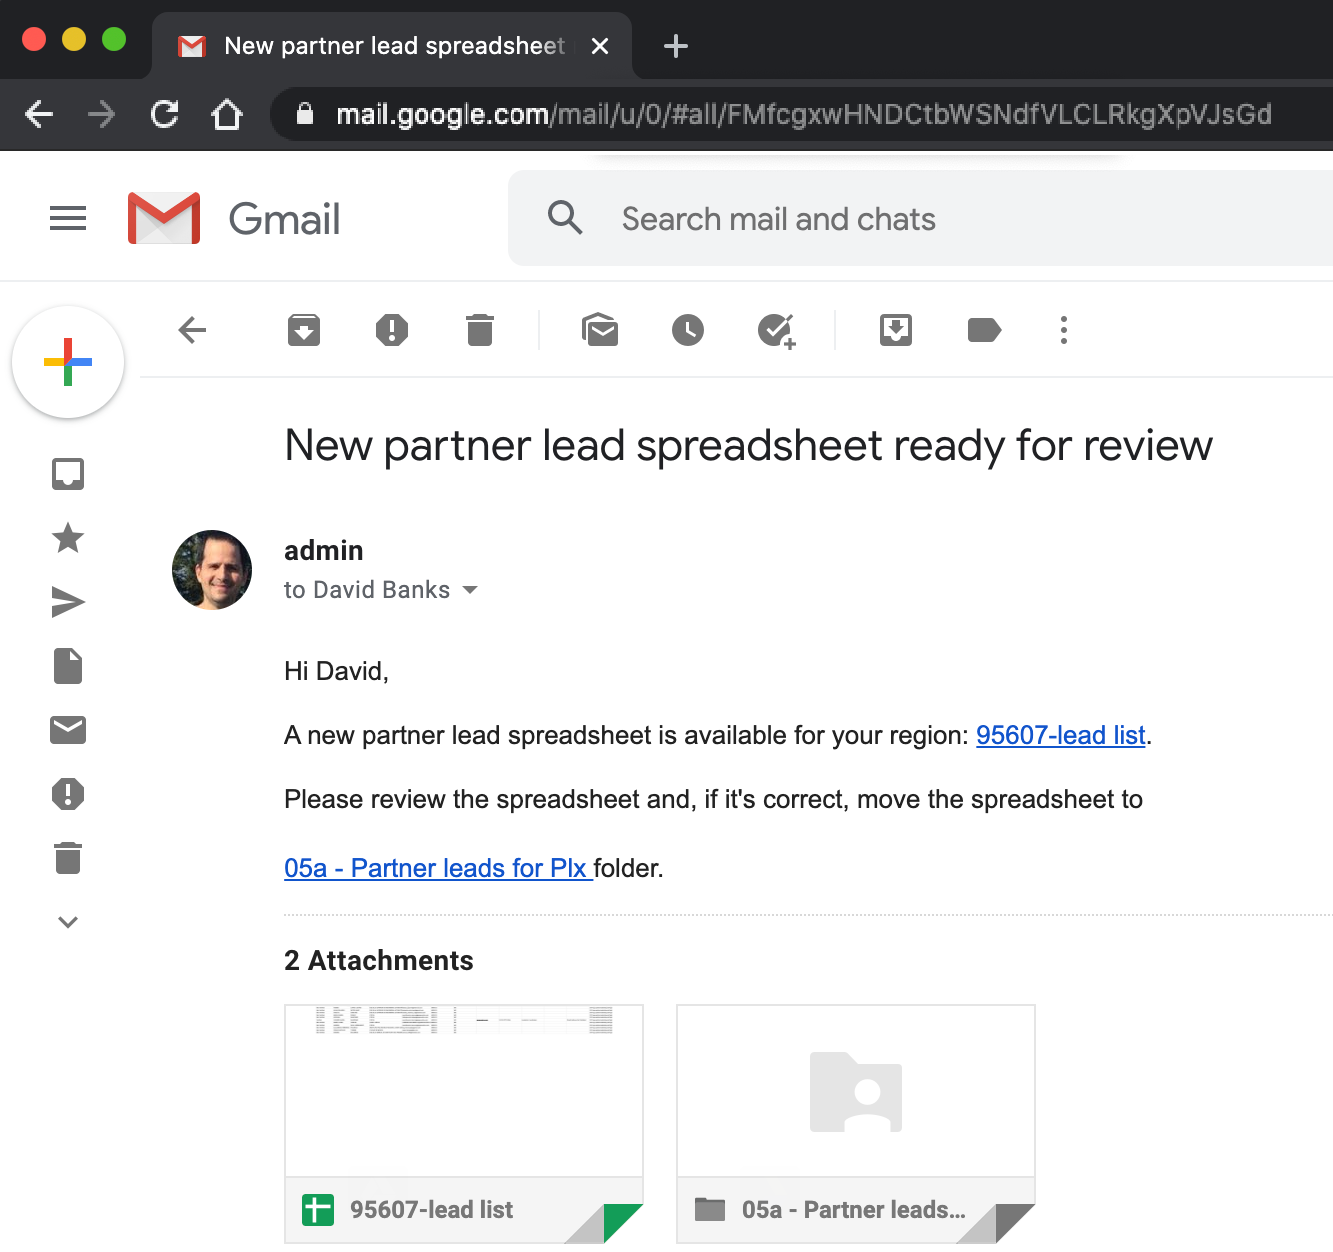 New partner lead spreadsheet
mail.google.com/mail/u/0/#all/FMfcgxwHNDCtbWSNdfVLCLRkgXpVJsGd
Gmail
Search mail and chats
New partner lead spreadsheet ready for review
admin
to David Banks
Hi David,
A new partner lead spreadsheet is available for your region: 95607-lead list.
Please review the spreadsheet and, if it's correct, move the spreadsheet to
05a - Partner leads for Plx folder.
2 Attachments
95607-lead list
05a - Partner leads...